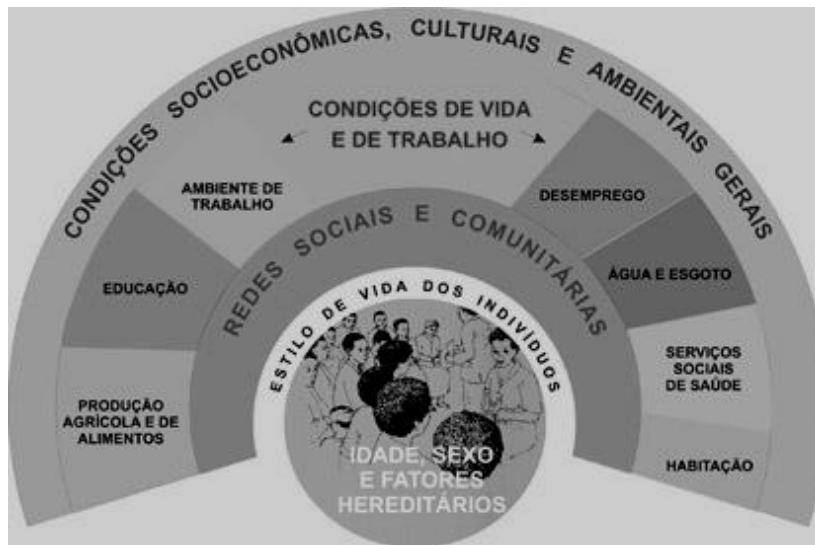 CONDIÇÕES SOCIOECONÔMICAS, CULTURAIS E AMBIENTAIS GERAIS
CONDIÇÕES DE VIDA
E DE TRABALHO
AMBIENTE DE
TRABALHO
DESEMPREGO
REDES SOCIAIS E COMUNITÁRIAS
EDUCAÇÃO
ÁGUA E ESGOTO
ESTILO DE VIDA DOS INDIVÍDUOS
PRODUÇÃO
AGRÍCOLA E DE
ALIMENTOS
SERVIÇOS
SOCIAIS
DE SAÚDE
HABITAÇÃO
IDADE, SEXO
E FATORES
HEREDITÁRIOS